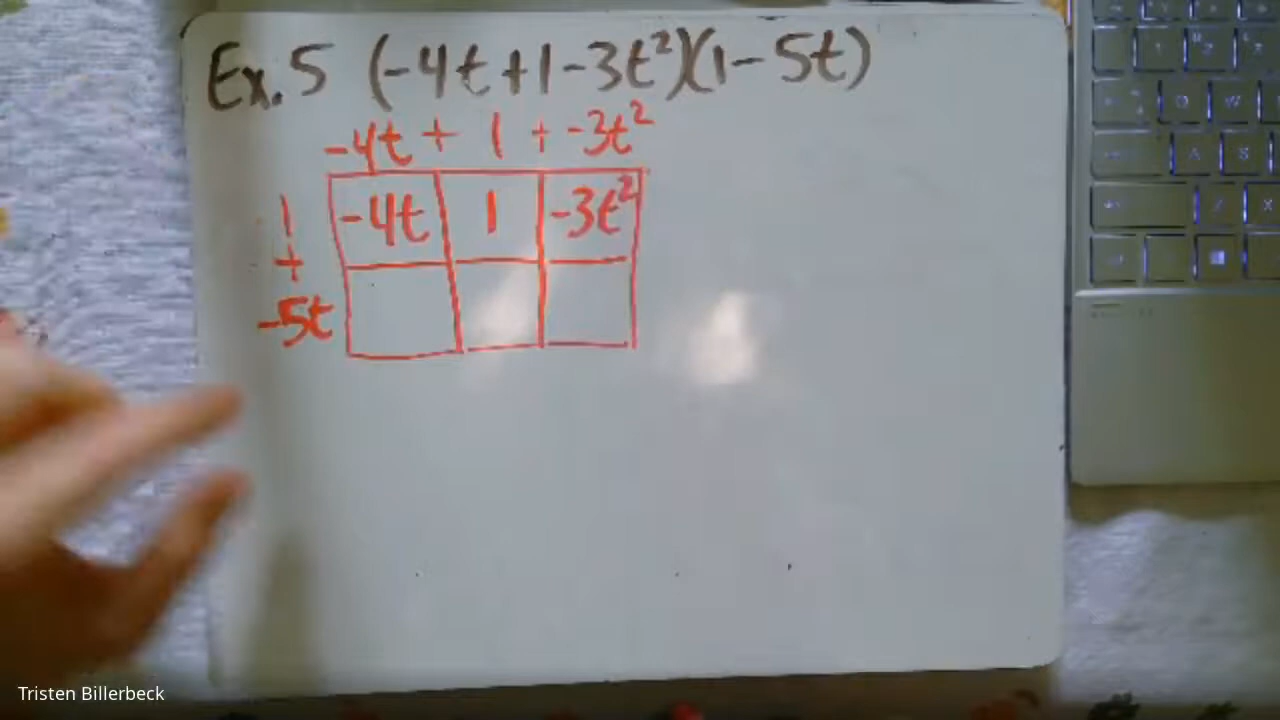 Ex. 5 (-4t+1-3t²)(1-5t)
-4t + 1 + -3t²
1 -4t 1 -3t²
+
-5t
Tristen Billerbeck